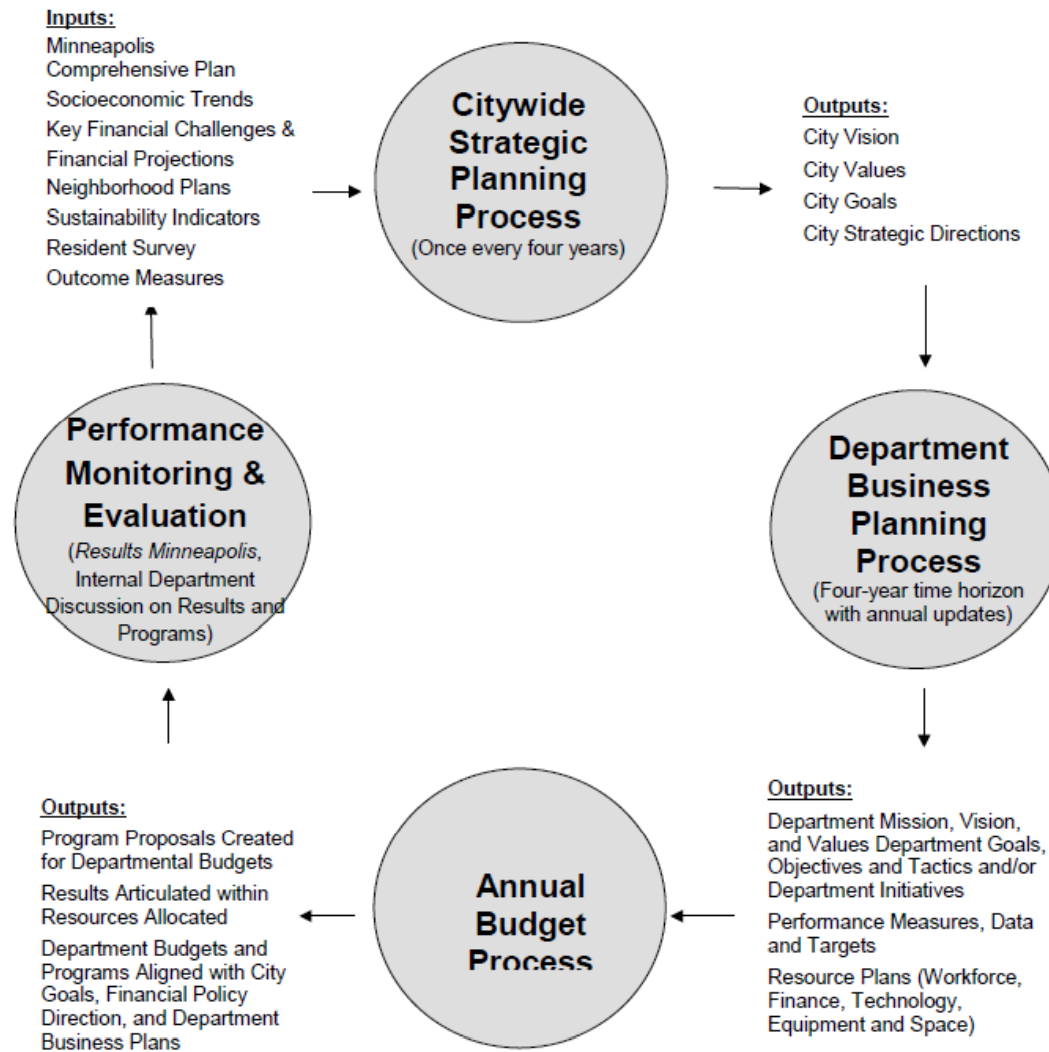 Inputs:
Minneapolis
Comprehensive Plan
Socioeconomic Trends
Key Financial Challenges &
Financial Projections
Neighborhood Plans
Sustainability Indicators
Resident Survey
Outcome Measures
Citywide
Strategic
Planning
Process
(Once every four years)
Outputs:
City Vision
City Values
City Goals
City Strategic Directions
Performance
Monitoring &
Evaluation
(Results Minneapolis,
Internal Department
Discussion on Results and
Programs)
Department
Business
Planning
Process
(Four-year time horizon
with annual updates)
Outputs:
Program Proposals Created
for Departmental Budgets
Results Articulated within
Resources Allocated
Department Budgets and
Programs Aligned with City
Goals, Financial Policy
Direction, and Department
Business Plans
Annual
Budget
Process
Outputs:
Department Mission, Vision,
and Values Department Goals,
Objectives and Tactics and/or
Department Initiatives
Performance Measures, Data
and Targets
Resource Plans (Workforce,
Finance, Technology,
Equipment and Space)